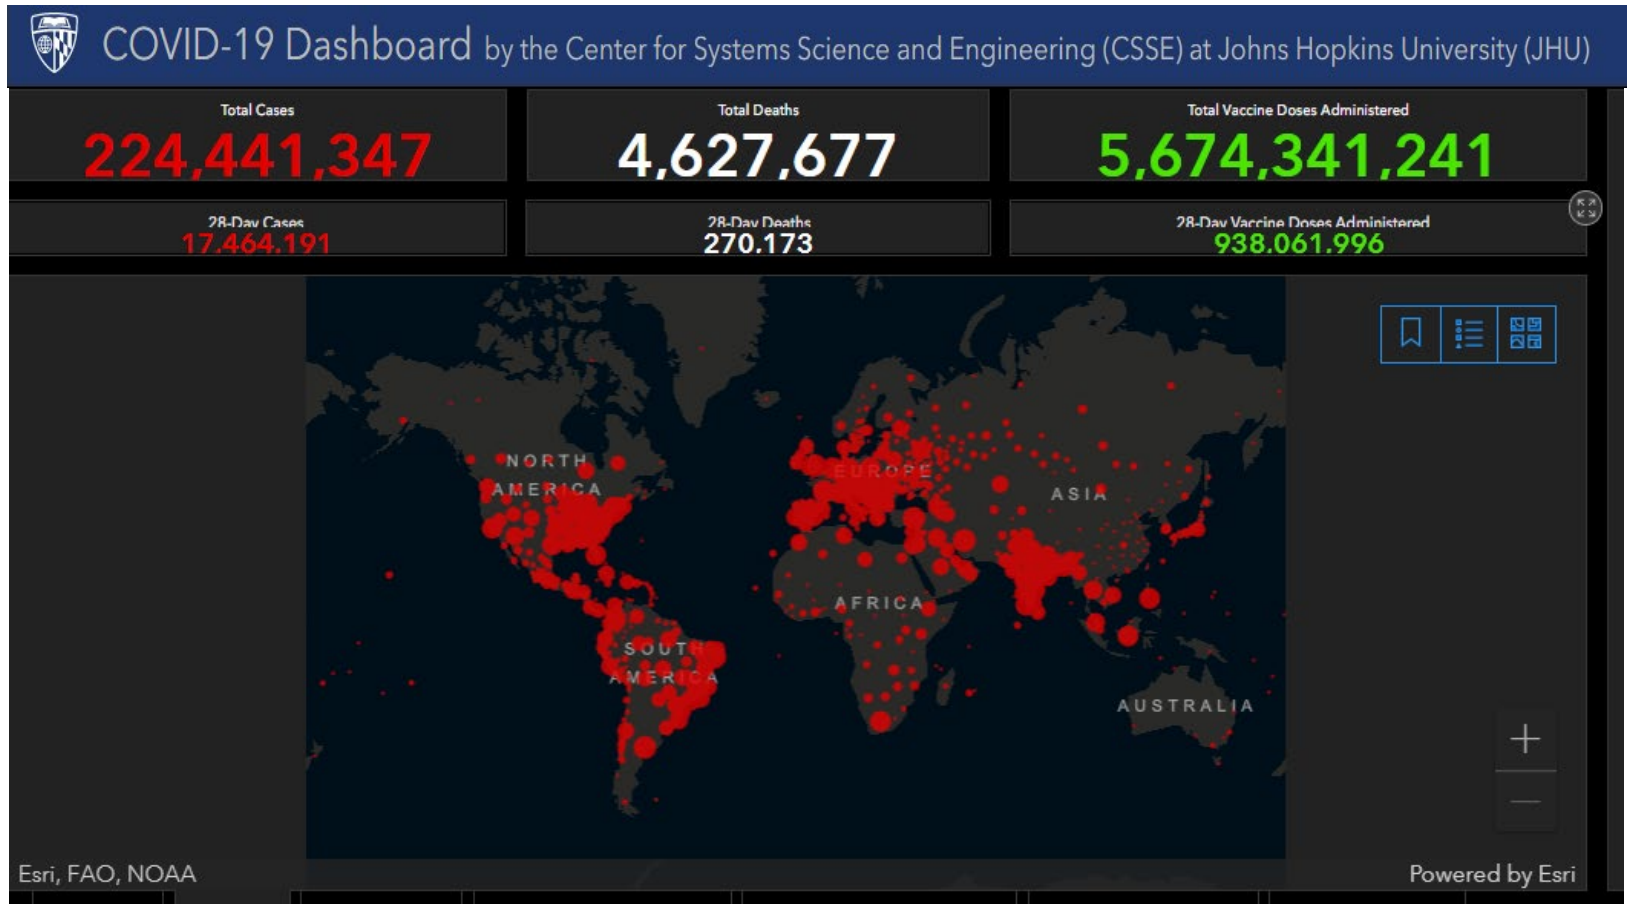 COVID-19 Dashboard by the Center for Systems Science and Engineering (CSSE) at Johns Hopkins University (JHU)
Total Cases
224,441,347
Total Deaths
4,627,677
Total Vaccine Doses Administered
5,674,341,241
28-Day Cases
17,464,191
28-Day Deaths
270,173
28-Day Vaccine Doses Administered
938,061,996
NORTH
AMERICA
EUROPE
ASIA
AFRICA
SOUTH
AMERICA
AUSTRALIA
Esri, FAO, NOAA
Powered by Esri